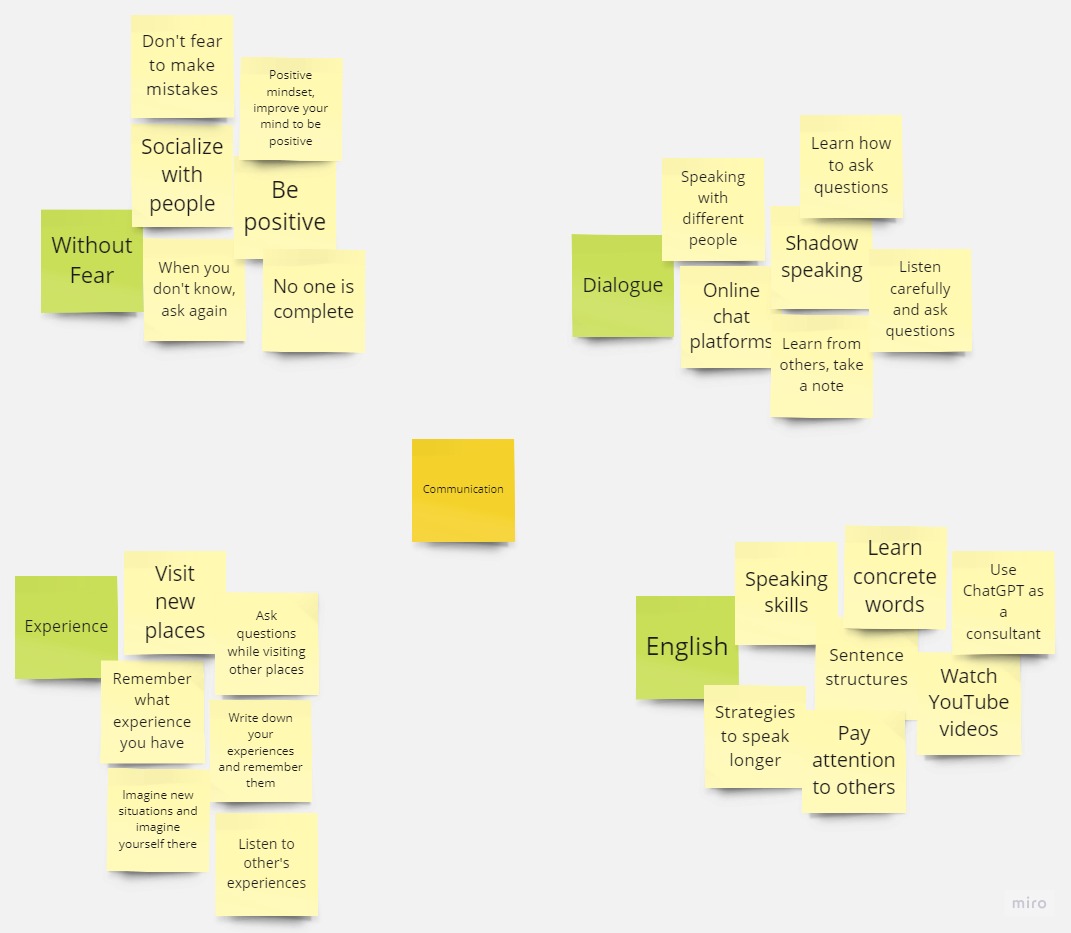 Don't fear
to make
mistakes
Positive
mindset,
improve your
mind to be
positive
Socialize
with
people
Be
positive
Without
Fear
When you
don't know,
ask again
No one is
complete
Learn how
to ask
questions
Speaking
with
different
people
Shadow
speaking
Dialogue
Online
chat
platforms
Listen
carefully
and ask
questions
Learn from
others, take
a note
Communication
Experience
Visit
new
places
Ask
questions
while visiting
other places
Remember
what
experience
you have
Write down
your
experiences
and remember
them
Imagine new
situations and
imagine
yourself there
Listen to
other's
experiences
English
Speaking
skills
Learn
concrete
words
Use
ChatGPT as
a
consultant
Sentence
structures
Watch
YouTube
videos
Strategies
to speak
longer
Pay
attention
to others
miro